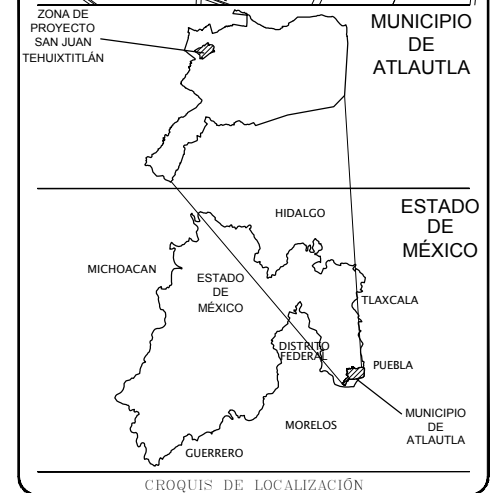 ZONA DE
PROYECTO
SAN JUAN
TEHUIXTITLÁN
MUNICIPIO
DE
ATLAUTLA
ESTADO
DE
MÉXICO
HIDALGO
MICHOACAN
ESTADO
DE
MÉXICO
TLAXCALA
DISTRITO
FEDERAL
PUEBLA
MORELOS
MUNICIPIO
DE
ATLAUTLA
GUERRERO
CROQUIS DE LOCALIZACIÓN